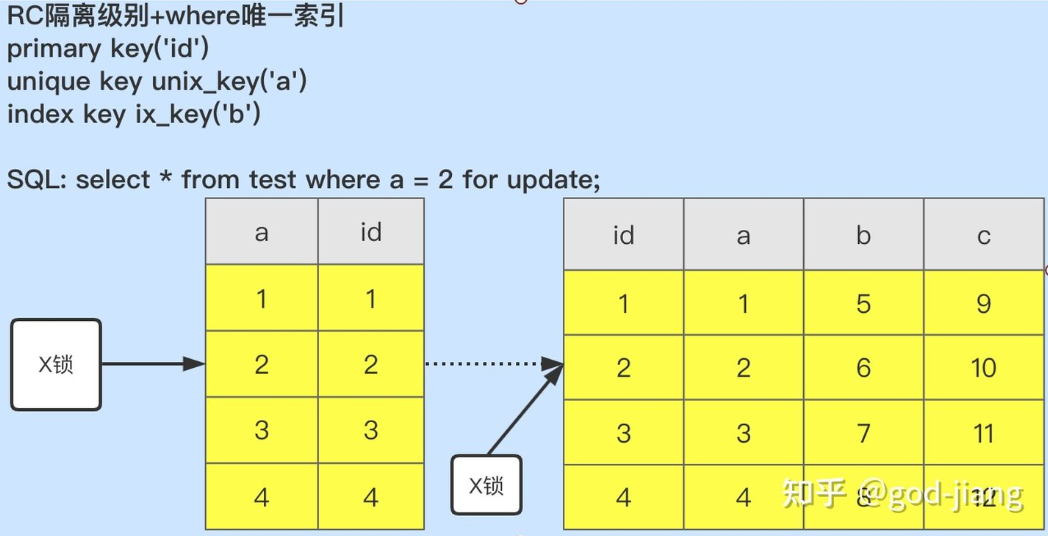 RC隔离级别+where唯一索引
primary key('id')
unique key unix_key('a')
index key ix_key('b')
SQL: select * from test where a = 2 for update;
a id
id a b c
1 1
1 1 5 9
X锁
2 2
2 2 6 10
3 3
3 3 7 11
X锁
4 4
4 4 8 12
知乎 @god-jiang